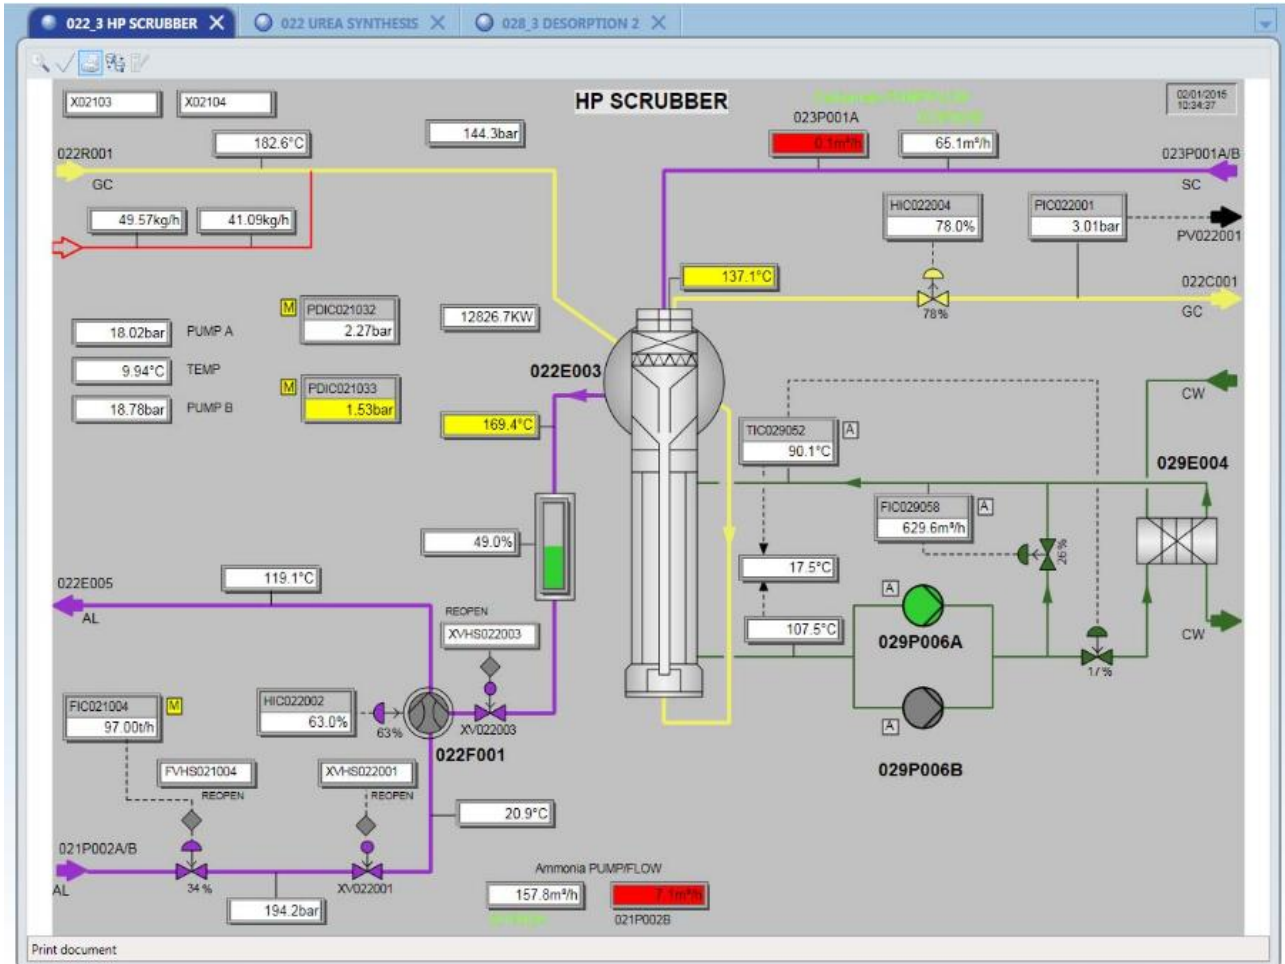 022_3 HP SCRUBBER
022 UREA SYNTHESIS
028_3 DESORPTION 2
X02103
X02104
HP SCRUBBER
02/01/2015
10:34:37
144.3bar
023P001A
0.1m³/h
65.1m³/h
182.6°C
022R001
GC
023P001A/B
SC
49.57kg/h
41.09kg/h
HIC022004
78.0%
PIC022001
3.01bar
PV022001
137.1°C
78%
022C001
GC
18.02bar
PUMP A
M
PDIC021032
2.27bar
12826.7KW
9.94°C
TEMP
022E003
18.78bar
PUMP B
M
PDIC021033
1.53bar
169.4°C
CW
TIC029052
90.1°C
A
029E004
FIC029058
629.6m³/h
A
49.0%
26%
17.5°C
022E005
119.1°C
AL
REOPEN
XVHS022003
A
029P006A
107.5°C
CW
17%
FIC021004
97.00t/h
M
HIC022002
63.0%
63%
XV022003
022F001
A
029P006B
FVHS021004
REOPEN
XVHS022001
REOPEN
20.9°C
021P002A/B
AL
34%
XV022001
194.2bar
Ammonia PUMP/FLOW
157.8m³/h
7.1m³/h
021P002B
Print document